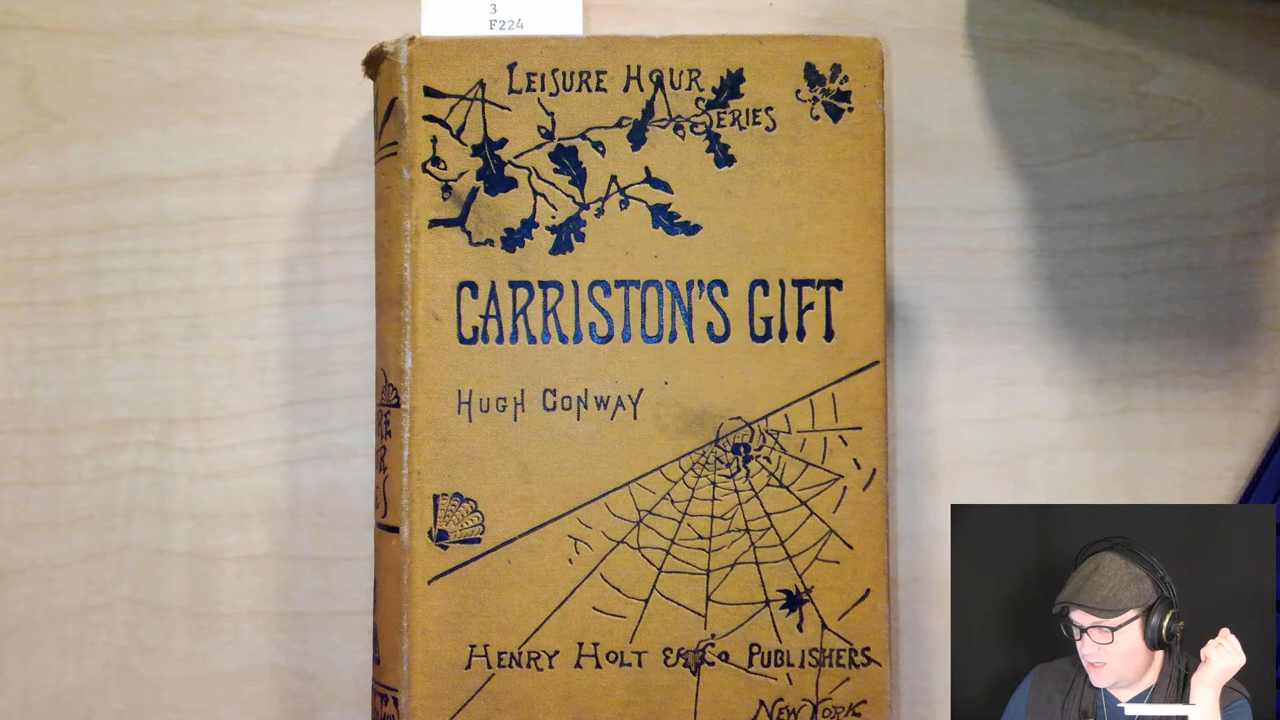 3
F224
LEISURE HOUR
SERIES
CARRISTON'S GIFT
HUGH CONWAY
HENRY HOLT & Co PUBLISHERS
NEW YORK